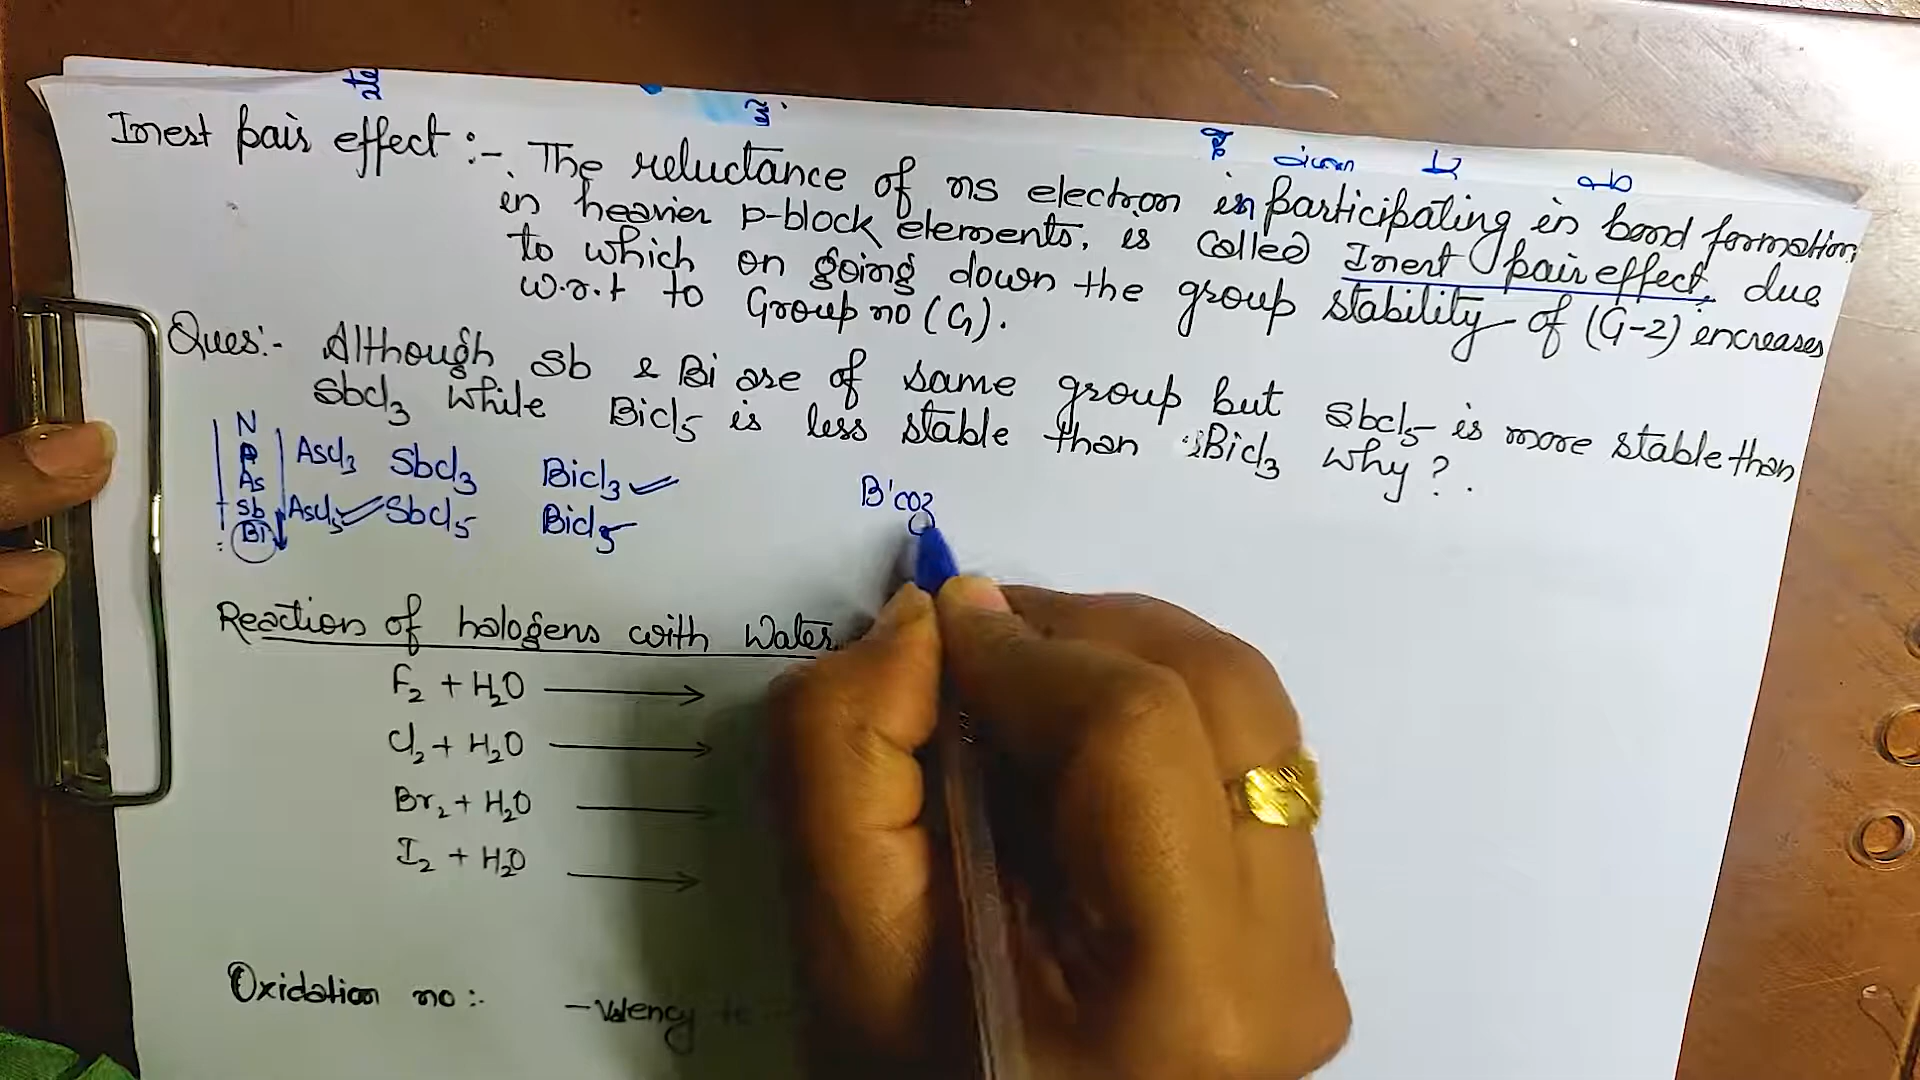 Inert pair effect :- The reluctance of ns electron in participating in bond formation
in heavier p-block elements, is called Inert pair effect, due
to which on going down the group stability of (G-2) increases
w.r.t to Group no (G).
Ques:- Although Sb & Bi are of same group but SbCl5 is more stable than
SbCl3 while BiCl5 is less stable than BiCl3 why?.
N
P
As
Sb
Bi
AsCl3 SbCl3 BiCl3
AsCl5 SbCl5 BiCl5
Reaction of halogens with Water
F2 + H2O
Cl2 + H2O
Br2 + H2O
I2 + H2O
Oxidation no :- - Valency